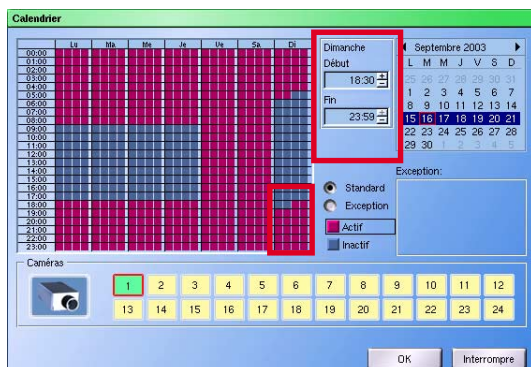 Calendrier
Lu Ma Me Je Ve Sa Di
00:00
01:00
02:00
03:00
04:00
05:00
06:00
07:00
08:00
09:00
10:00
11:00
12:00
13:00
14:00
15:00
16:00
17:00
18:00
19:00
20:00
21:00
22:00
23:00
Dimanche
Début
18:30
Fin
23:59
Septembre 2003
L M M J V S D
25 26 27 28 29 30 31
1 2 3 4 5 6 7
8 9 10 11 12 13 14
15 16 17 18 19 20 21
22 23 24 25 26 27 28
29 30 1 2 3 4 5
Standard
Exception
Actif
Inactif
Exception:
Caméras
1 2 3 4 5 6 7 8 9 10 11 12
13 14 15 16 17 18 19 20 21 22 23 24
OK Interrompre